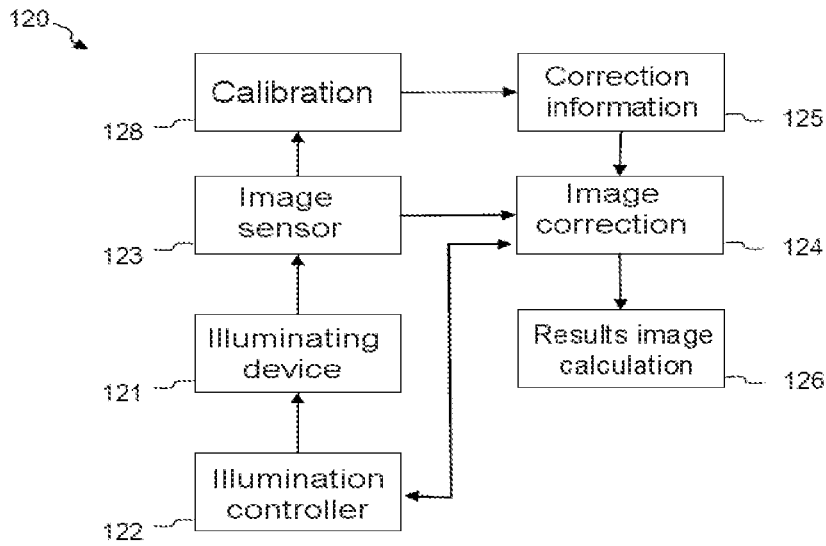 120
Calibration
128
Correction
information
125
Image
sensor
123
Image
correction
124
Illuminating
device
121
Results image
calculation
126
Illumination
controller
122